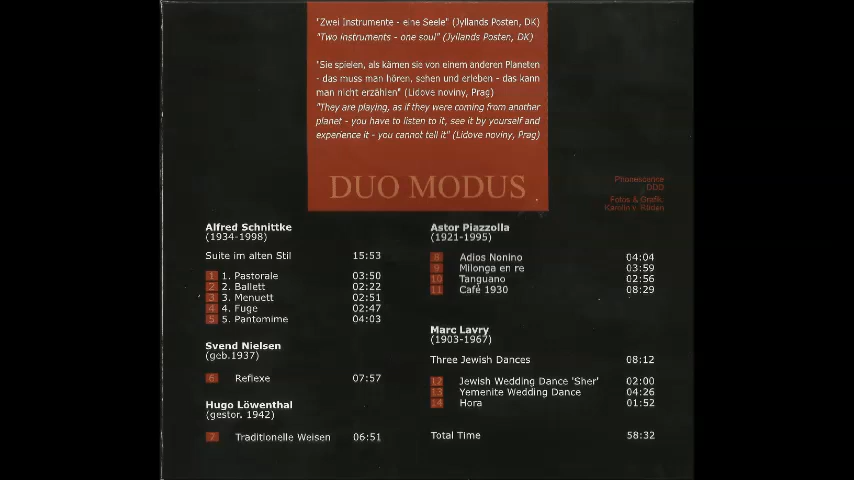 "Zwei Instrumente - eine Seele" (Jyllands Posten, DK)
"Two instruments - one soul" (Jyllands Posten, DK)
"Sie spielen, als kämen sie von einem anderen Planeten
- das muss man hören, sehen und erleben - das kann
man nicht erzählen" (Lidove noviny, Prag)
"They are playing, as if they were coming from another
planet - you have to listen to it, see it by yourself and
experience it - you cannot tell it" (Lidove noviny, Prag)
DUO MODUS
Phonescence
DDD
Fotos & Grafik:
Alfred Schnittke
(1934-1998)
Suite im alten Stil 15:53
1 1. Pastorale 03:50
2 2. Ballett 02:22
3 3. Menuett 02:51
4 4. Fuge 02:47
5 5. Pantomime 04:03
Svend Nielsen
(geb.1937)
6 Reflexe 07:57
Hugo Löwenthal
(gestor. 1942)
7 Traditionelle Weisen 06:51
Astor Piazzolla
(1921-1995)
8 Adios Nonino 04:04
9 Milonga en re 03:59
10 Tanguano 02:56
11 Café 1930 08:29
Marc Lavry
(1903-1967)
Three Jewish Dances 08:12
12 Jewish Wedding Dance 'Sher' 02:00
13 Yemenite Wedding Dance 04:26
14 Hora 01:52
Total Time 58:32